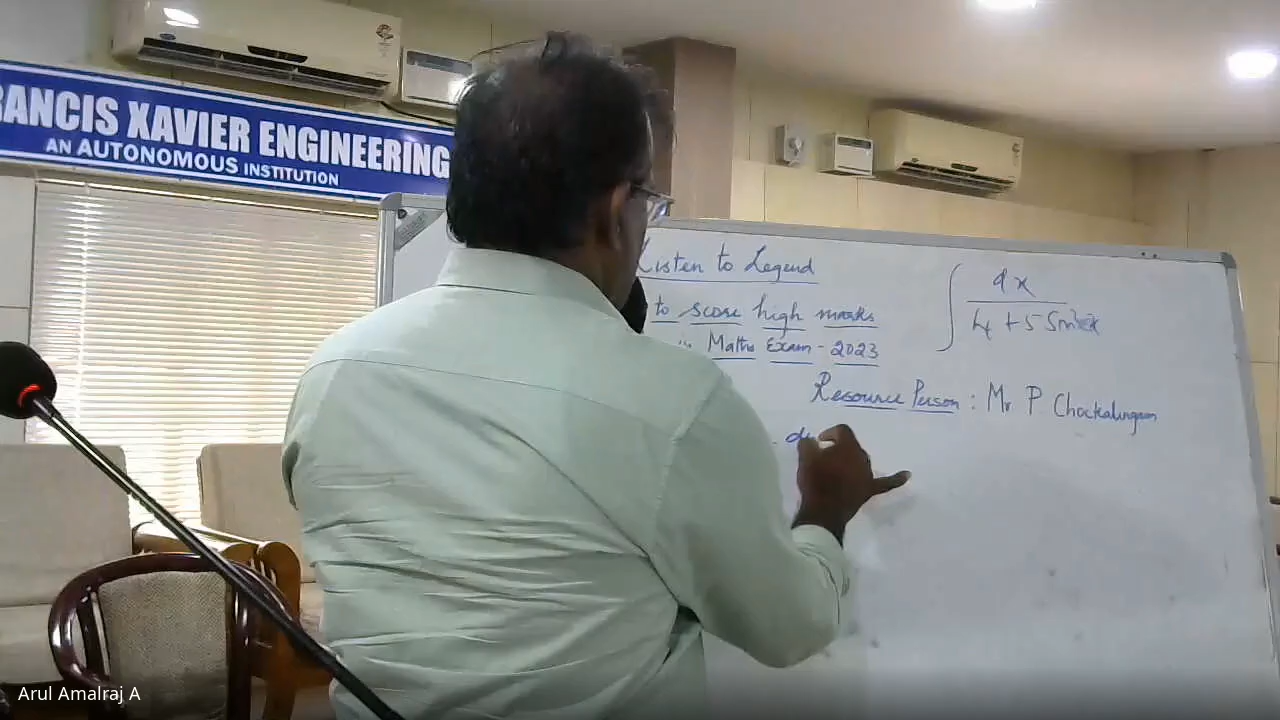 RANCIS XAVIER ENGINEERING
AN AUTONOMOUS INSTITUTION
Listen to Legend
to score high marks
in Maths Exam - 2023
∫ dx
4 + 5 Sin²x
Resource Person : Mr P Chockalingam
Arul Amalraj A